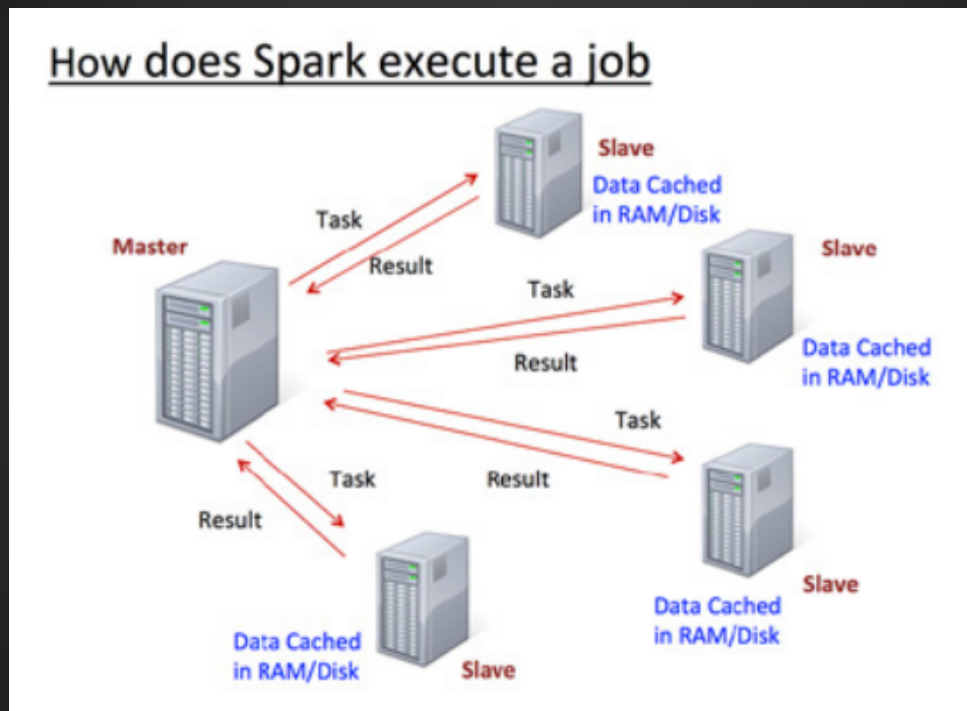 How does Spark execute a job
Slave
Data Cached
in RAM/Disk
Task
Master
Result
Slave
Task
Data Cached
in RAM/Disk
Result
Task
Result
Task
Result
Slave
Data Cached
in RAM/Disk
Data Cached
in RAM/Disk
Slave